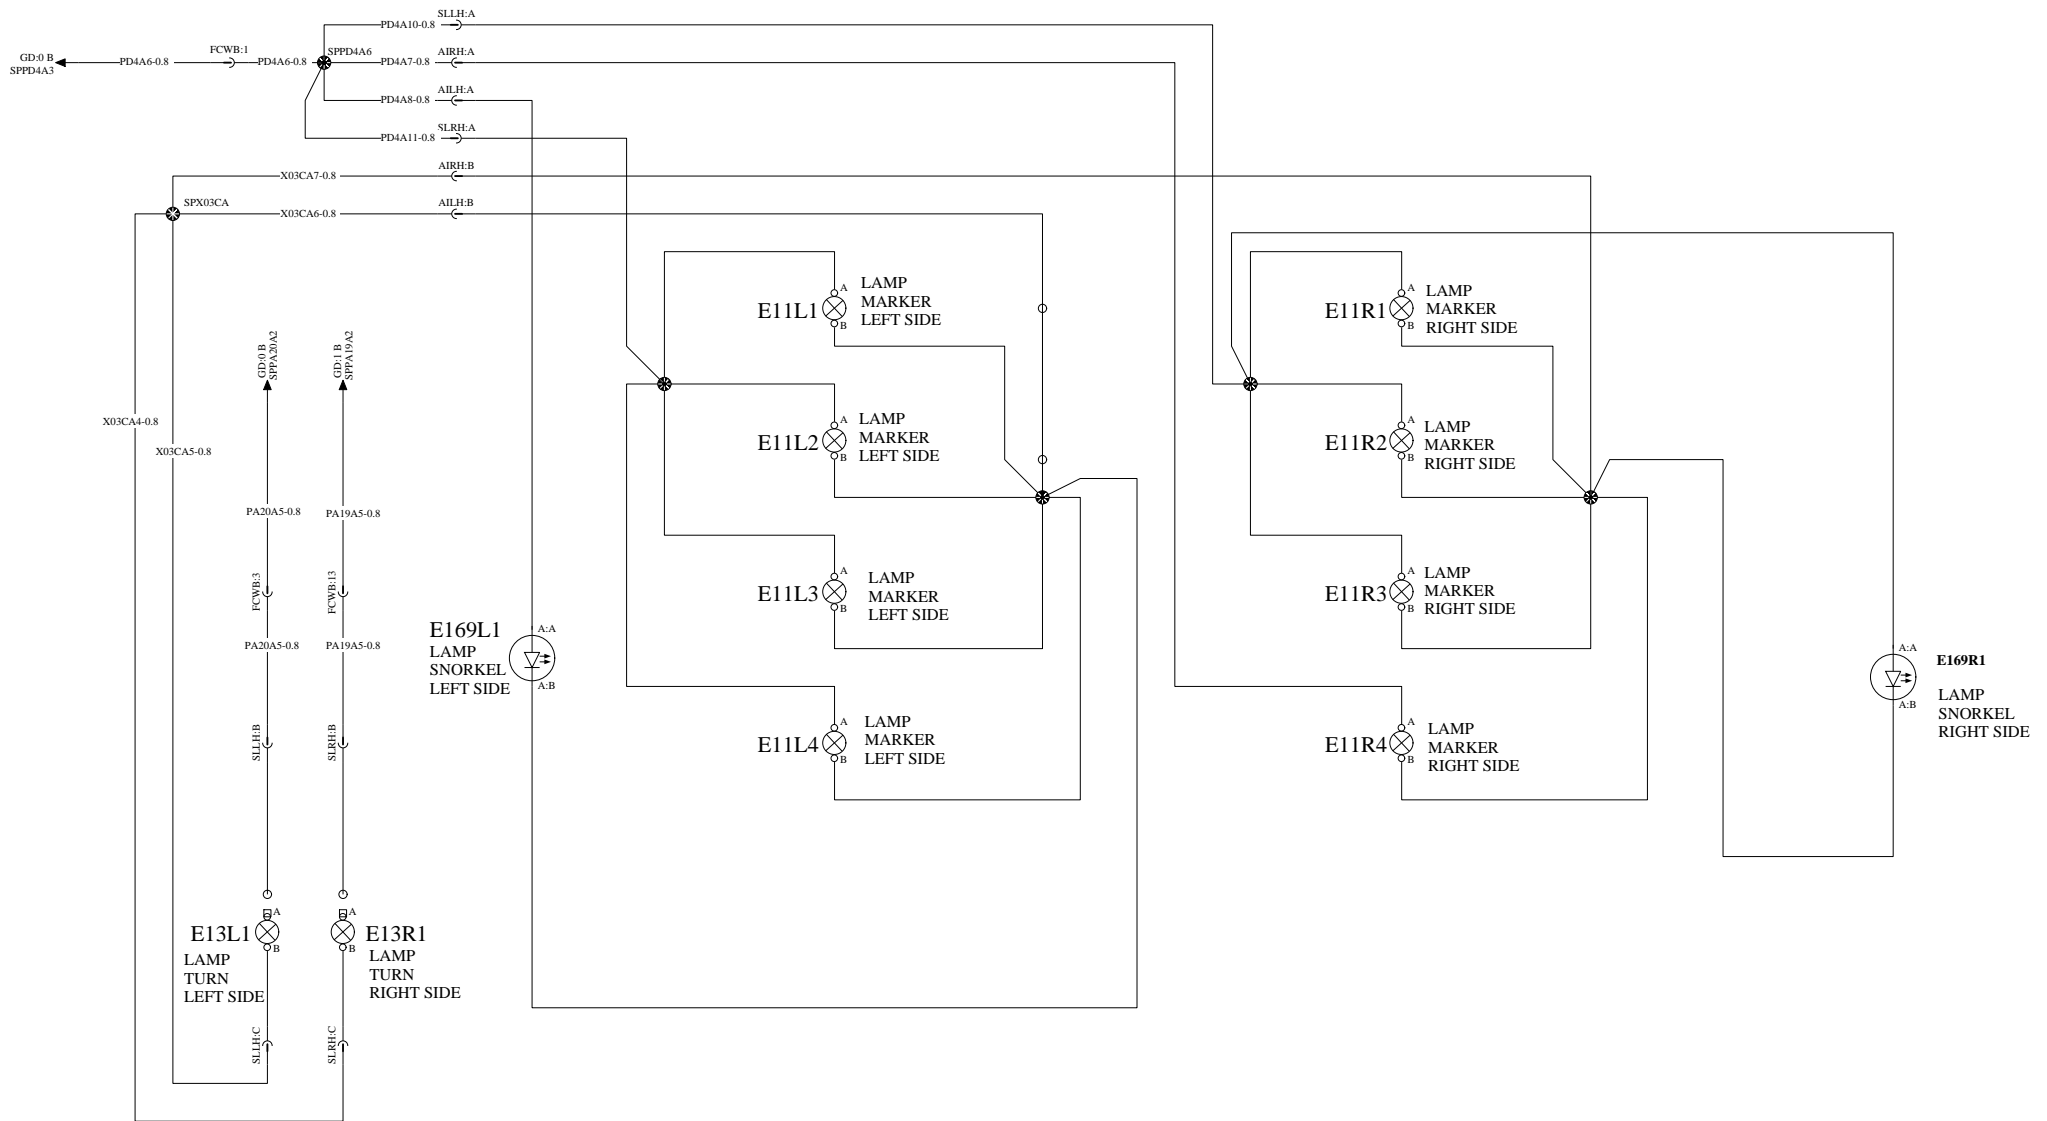 SLLH:A
PD4A10-0.8
FCWB:1
SPPD4A6
AIRH:A
GD:0 B
SPPD4A3
PD4A6-0.8
PD4A6-0.8
PD4A7-0.8
AILH:A
PD4A8-0.8
SLRH:A
PD4A11-0.8
AIRH:B
X03CA7-0.8
SPX03CA
AILH:B
X03CA6-0.8
E11L1
A
B
LAMP
MARKER
LEFT SIDE
E11R1
A
B
LAMP
MARKER
RIGHT SIDE
GD:0 B
SPPA20A2
GD:1 B
SPPA19A2
X03CA4-0.8
X03CA5-0.8
E11L2
A
B
LAMP
MARKER
LEFT SIDE
E11R2
A
B
LAMP
MARKER
RIGHT SIDE
PA20A5-0.8
PA19A5-0.8
FCWB:3
FCWB:13
E11L3
A
B
LAMP
MARKER
LEFT SIDE
E11R3
A
B
LAMP
MARKER
RIGHT SIDE
PA20A5-0.8
PA19A5-0.8
E169L1
LAMP
SNORKEL
LEFT SIDE
A:A
A:B
A:A
A:B
E169R1
LAMP
SNORKEL
RIGHT SIDE
SLLH:B
SLRH:B
E11L4
A
B
LAMP
MARKER
LEFT SIDE
E11R4
A
B
LAMP
MARKER
RIGHT SIDE
E13L1
A
B
LAMP
TURN
LEFT SIDE
E13R1
A
B
LAMP
TURN
RIGHT SIDE
SLLH:C
SLRH:C